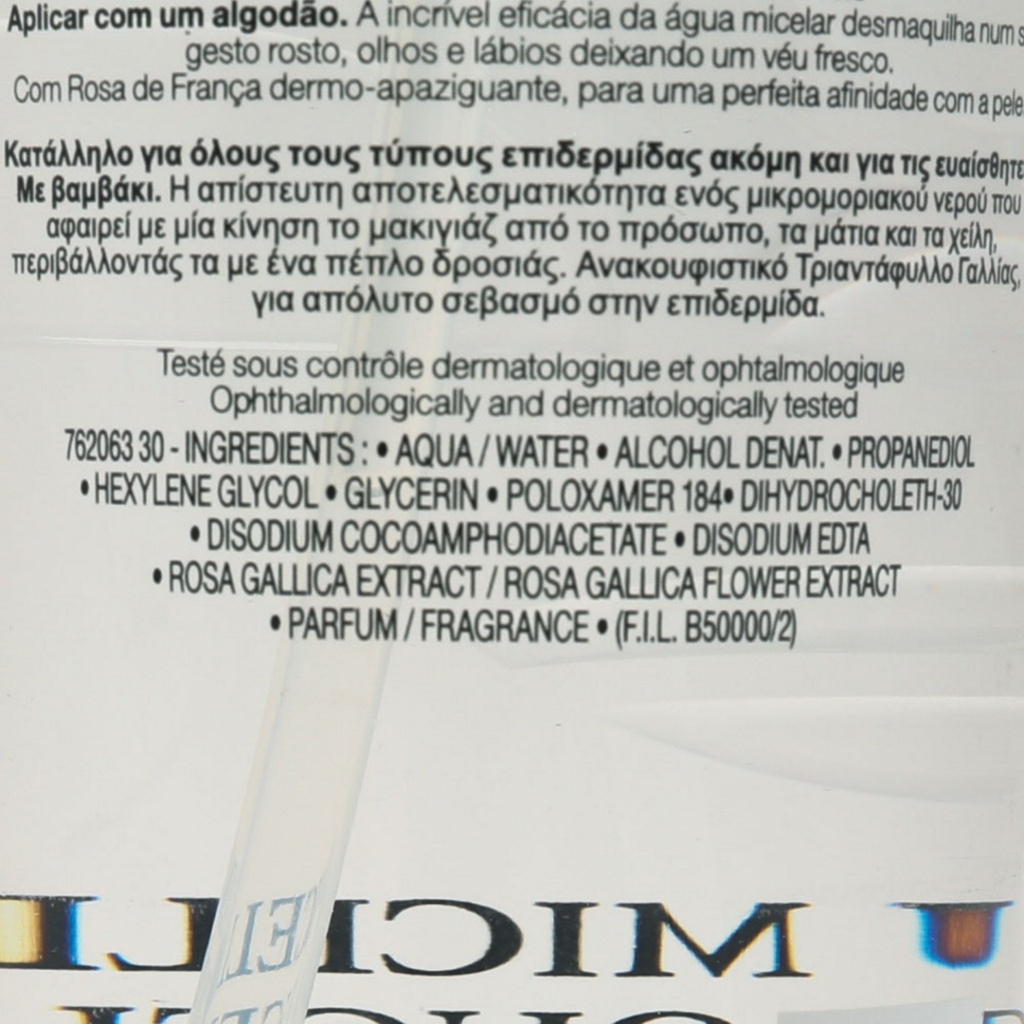 Aplicar com um algodão. A incrível eficácia da água micelar desmaquilha num
gesto rosto, olhos e lábios deixando um véu fresco.
Com Rosa de França dermo-apaziguante, para uma perfeita afinidade com a pele
Κατάλληλο για όλους τους τύπους επιδερμίδας ακόμη και για τις
Με βαμβάκι. Η απίστευτη αποτελεσματικότητα ενός μικρομοριακού νερού που
αφαιρεί με μία κίνηση το μακιγιάζ από το πρόσωπο, τα μάτια και τα χείλη,
περιβάλλοντάς τα με ένα πέπλο δροσιάς. Ανακουφιστικό Τριαντάφυλλο Γαλλίας,
για απόλυτο σεβασμό στην επιδερμίδα.
Testé sous contrôle dermatologique et ophtalmologique
Ophthalmologically and dermatologically tested
762063 30 - INGREDIENTS : • AQUA / WATER • ALCOHOL DENAT. • PROPANEDIOL
• HEXYLENE GLYCOL • GLYCERIN • POLOXAMER 184• DIHYDROCHOLETH-30
• DISODIUM COCOAMPHODIACETATE • DISODIUM EDTA
• ROSA GALLICA EXTRACT / ROSA GALLICA FLOWER EXTRACT
• PARFUM / FRAGRANCE • (F.I.L. B50000/2)